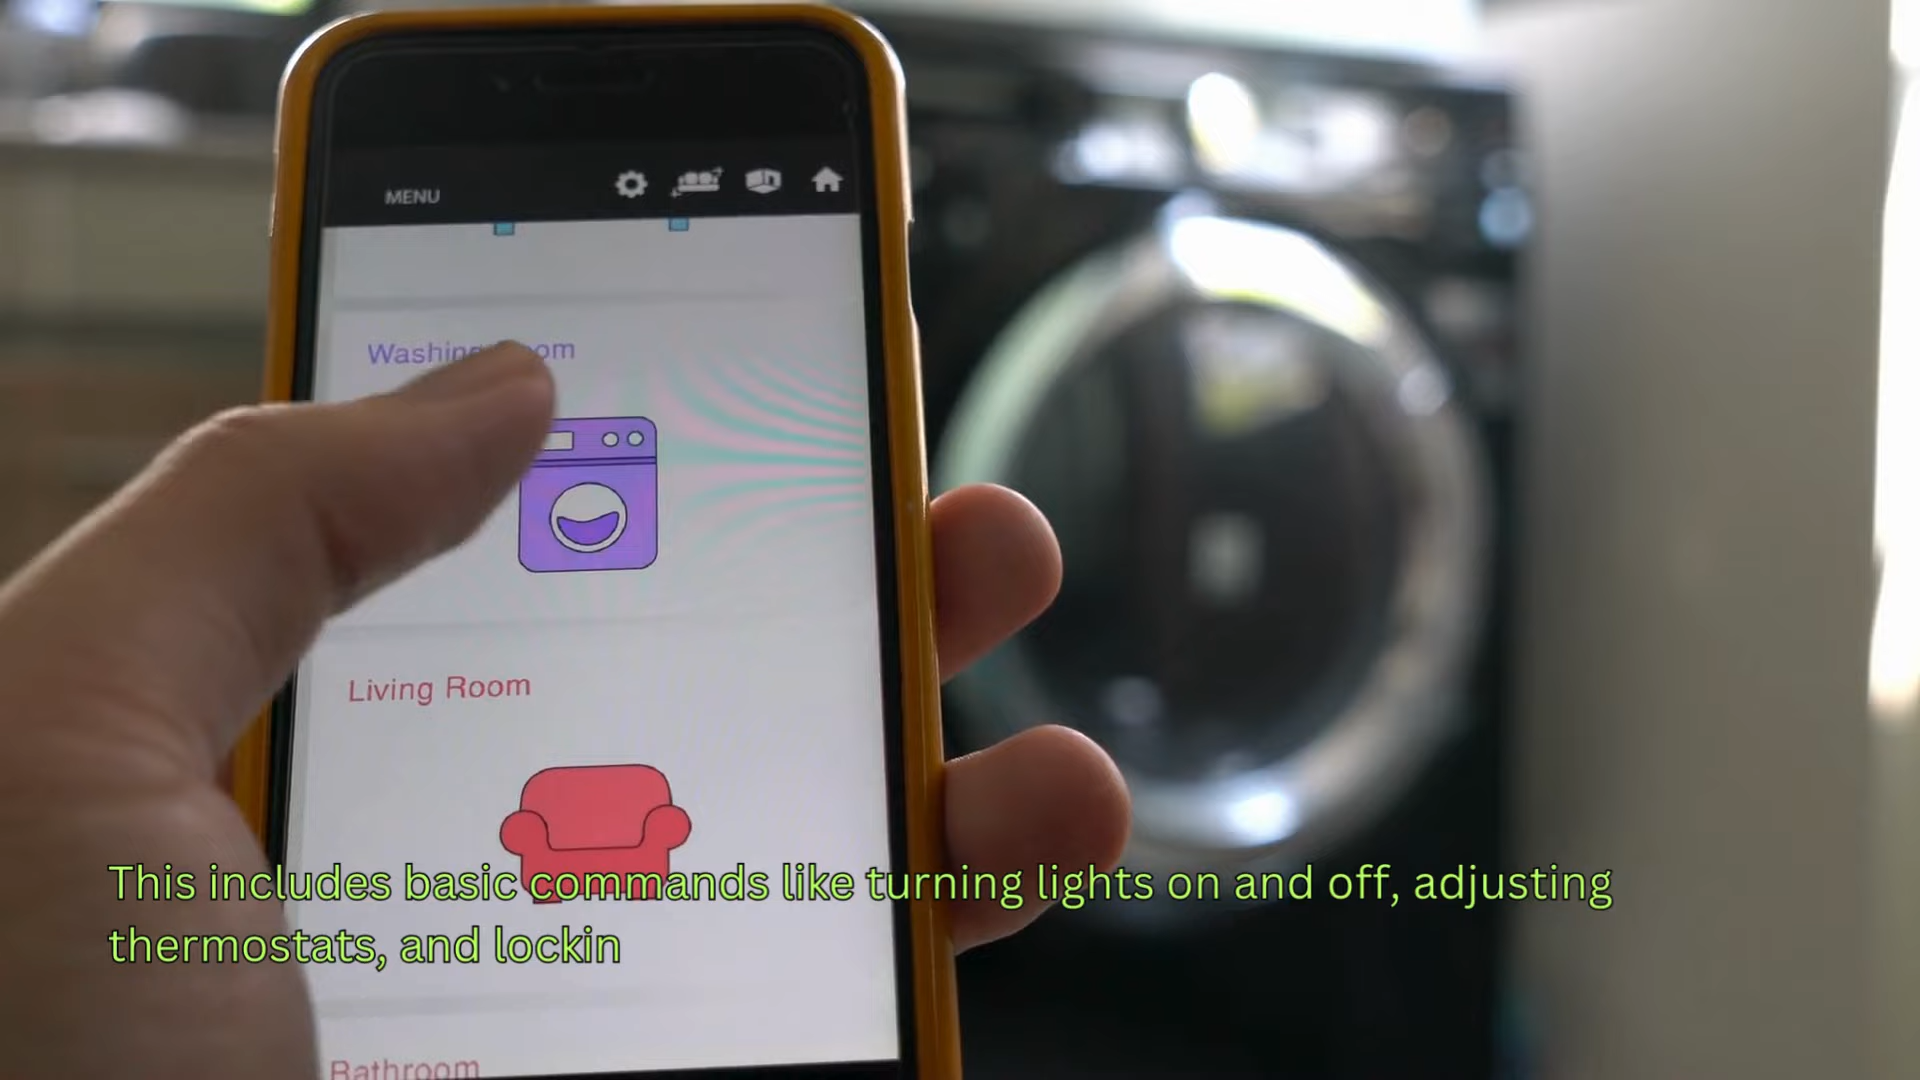 MENU
Washing Room
Living Room
This includes basic commands like turning lights on and off, adjusting
thermostats, and lockin
Bathroom